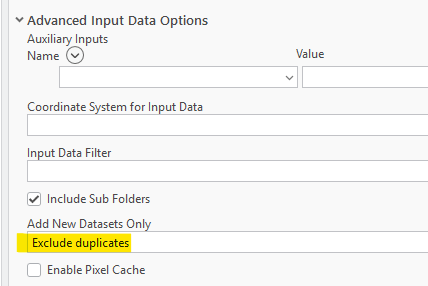 Advanced Input Data Options
Auxiliary Inputs
Name Value
Coordinate System for Input Data
Input Data Filter
Include Sub Folders
Add New Datasets Only
Exclude duplicates
Enable Pixel Cache